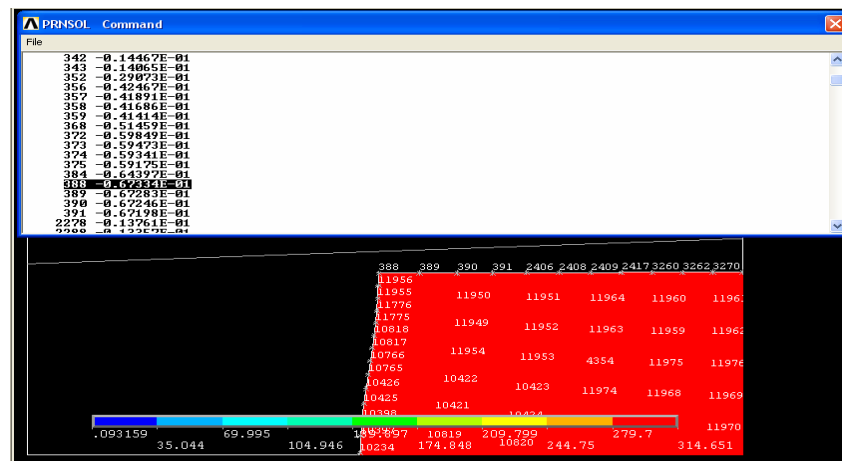 PRNSOL Command
File
342 -0.14467E-01
343 -0.14065E-01
352 -0.29073E-01
356 -0.42467E-01
357 -0.41891E-01
358 -0.41686E-01
359 -0.41414E-01
368 -0.51459E-01
372 -0.59849E-01
373 -0.59473E-01
374 -0.59341E-01
375 -0.59175E-01
384 -0.64397E-01
388 -0.67334E-01
389 -0.67283E-01
390 -0.67246E-01
391 -0.67198E-01
2278 -0.13761E-01
388 389 390 391 2406 2408 2409 2417 3260 3262 3270
11956
11955 11950 11951 11964 11960
11776
11775
10818 11949 11952 11963 11959 11962
10817
10766 11954 11953 4354 11975 11976
10765
10426 10422 10423 11974 11968 11969
10425
10398 10421 10424
11970
.093159 69.995 10819 209.799 279.7
35.044 104.946 10234 174.848 10820 244.75 314.651